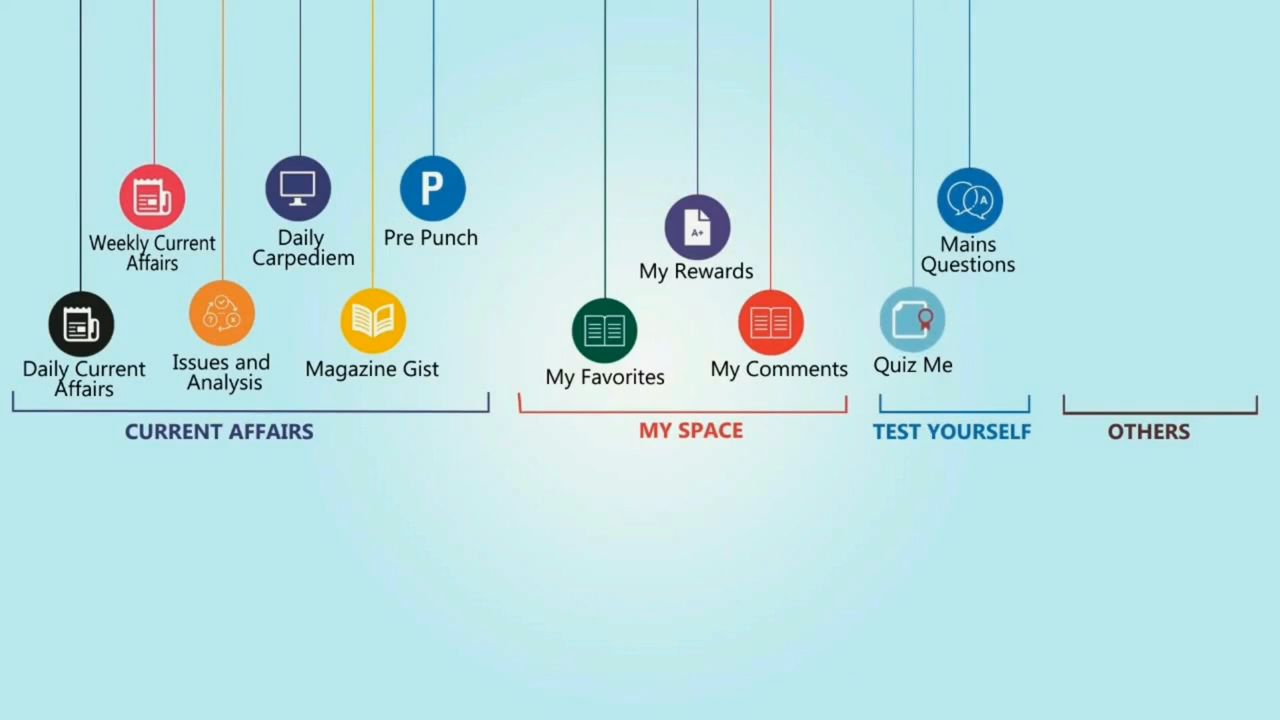 Weekly Current
Affairs
Daily
Carpediem
P
Pre Punch
Daily Current
Affairs
Issues and
Analysis
Magazine Gist
CURRENT AFFAIRS
A+
My Rewards
My Favorites
My Comments
MY SPACE
A
Mains
Questions
Quiz Me
TEST YOURSELF
OTHERS